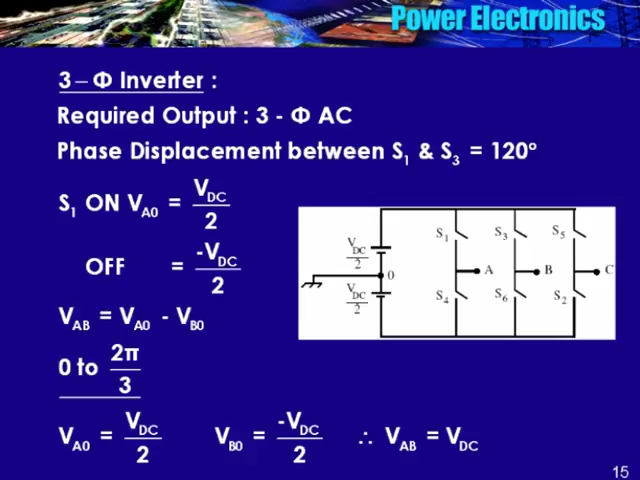 Power Electronics
3 – Φ Inverter :
Required Output : 3 - Φ AC
Phase Displacement between S₁ & S₃ = 120°
S₁ ON V_A0 = V_DC / 2
OFF = -V_DC / 2
V_AB = V_A0 - V_B0
0 to 2π / 3
V_A0 = V_DC / 2 V_B0 = -V_DC / 2 ∴ V_AB = V_DC
V_DC / 2
0
V_DC / 2
S₁ S₃ S₅
A B C
S₄ S₆ S₂
15